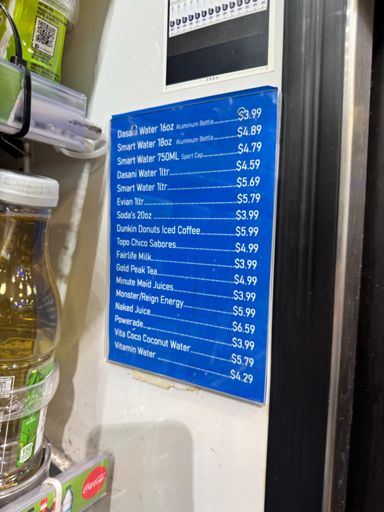 Dasani Water 16oz Aluminum Bottle $3.99
Smart Water 18oz Aluminum Bottle $4.89
Smart Water 750ML Sport Cap $4.79
Dasani Water 1ltr $4.59
Smart Water 1ltr $5.69
Evian 1ltr $5.79
Soda's 20oz $3.99
Dunkin Donuts Iced Coffee $5.99
Topo Chico Sabores $4.99
Fairlife Milk $3.99
Gold Peak Tea $4.99
Minute Maid Juices $3.99
Monster/Reign Energy $5.99
Naked Juice $6.59
Powerade $3.99
Vita Coco Coconut Water $5.79
Vitamin Water $4.29
Coca-Cola